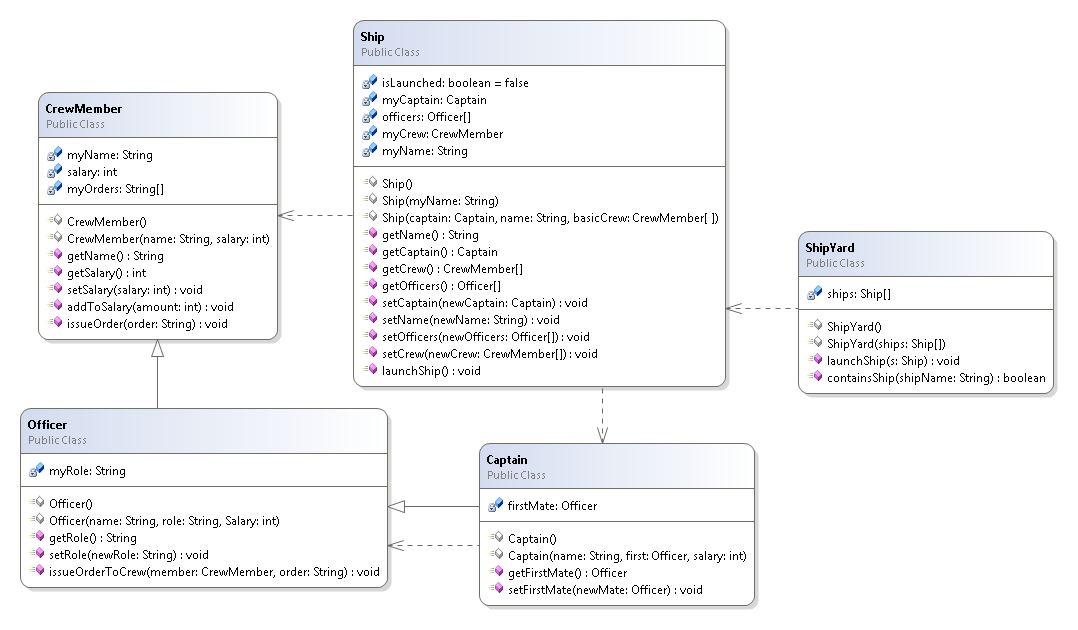 Ship
Public Class
isLaunched: boolean = false
myCaptain: Captain
officers: Officer[]
myCrew: CrewMember
myName: String
Ship()
Ship(myName: String)
Ship(captain: Captain, name: String, basicCrew: CrewMember[ ])
getName() : String
getCaptain() : Captain
getCrew() : CrewMember[]
getOfficers() : Officer[]
setCaptain(newCaptain: Captain) : void
setName(newName: String) : void
setOfficers(newOfficers: Officer[]) : void
setCrew(newCrew: CrewMember[]) : void
launchShip() : void
CrewMember
Public Class
myName: String
salary: int
myOrders: String[]
CrewMember()
CrewMember(name: String, salary: int)
getName() : String
getSalary() : int
setSalary(salary: int) : void
addToSalary(amount: int) : void
issueOrder(order: String) : void
ShipYard
Public Class
ships: Ship[]
ShipYard()
ShipYard(ships: Ship[])
launchShip(s: Ship) : void
containsShip(shipName: String) : boolean
Officer
Public Class
myRole: String
Officer()
Officer(name: String, role: String, Salary: int)
getRole() : String
setRole(newRole: String) : void
issueOrderToCrew(member: CrewMember, order: String) : void
Captain
Public Class
firstMate: Officer
Captain()
Captain(name: String, first: Officer, salary: int)
getFirstMate() : Officer
setFirstMate(newMate: Officer) : void